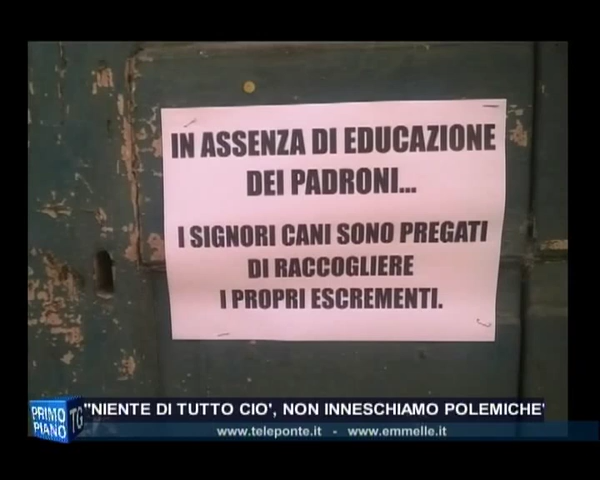 IN ASSENZA DI EDUCAZIONE
DEI PADRONI...
I SIGNORI CANI SONO PREGATI
DI RACCOGLIERE
I PROPRI ESCREMENTI.
PRIMO
PIANO
TG
"NIENTE DI TUTTO CIO', NON INNESCHIAMO POLEMICHE'
www.teleponte.it - www.emmelle.it